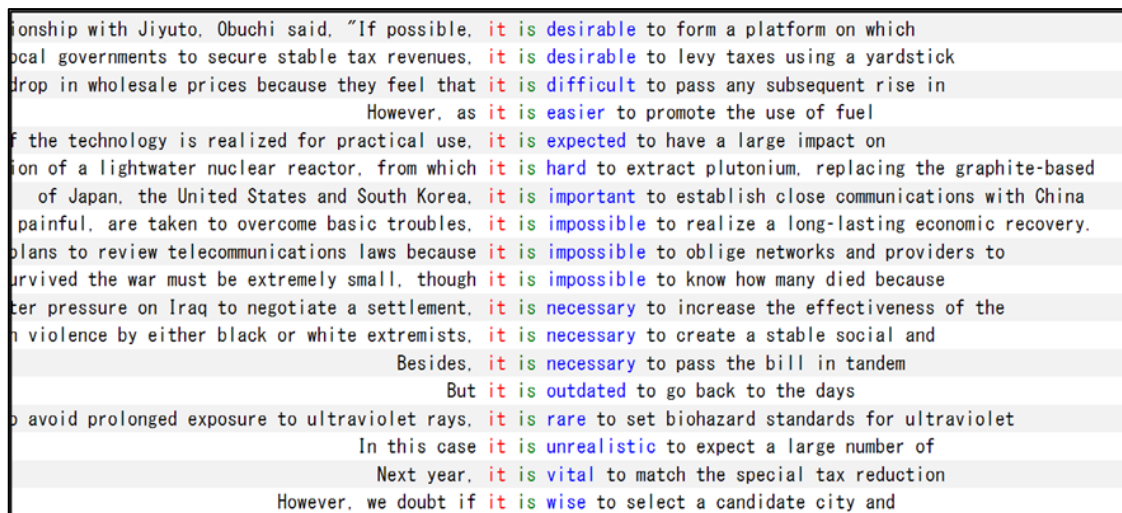 ionship with Jiyuto, Obuchi said, "If possible, it is desirable to form a platform on which
ocal governments to secure stable tax revenues, it is desirable to levy taxes using a yardstick
drop in wholesale prices because they feel that it is difficult to pass any subsequent rise in
However, as it is easier to promote the use of fuel
f the technology is realized for practical use, it is expected to have a large impact on
ion of a lightwater nuclear reactor, from which it is hard to extract plutonium, replacing the graphite-based
of Japan, the United States and South Korea, it is important to establish close communications with China
painful, are taken to overcome basic troubles, it is impossible to realize a long-lasting economic recovery.
plans to review telecommunications laws because it is impossible to oblige networks and providers to
urvived the war must be extremely small, though it is impossible to know how many died because
ter pressure on Iraq to negotiate a settlement, it is necessary to increase the effectiveness of the
n violence by either black or white extremists, it is necessary to create a stable social and
Besides, it is necessary to pass the bill in tandem
But it is outdated to go back to the days
o avoid prolonged exposure to ultraviolet rays, it is rare to set biohazard standards for ultraviolet
In this case it is unrealistic to expect a large number of
Next year, it is vital to match the special tax reduction
However, we doubt if it is wise to select a candidate city and